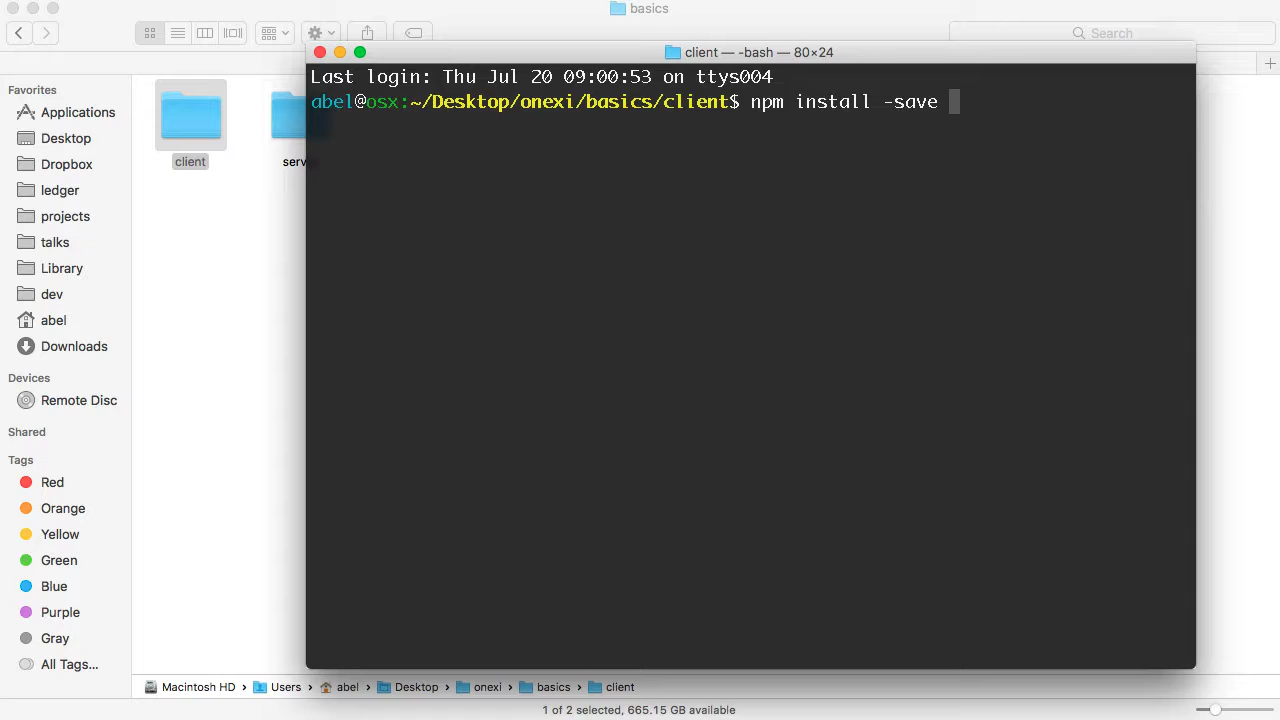 basics
Search
client — -bash — 80×24
Last login: Thu Jul 20 09:00:53 on ttys004
abel@osx:~/Desktop/onexi/basics/client$ npm install -save
Favorites
Applications
Desktop
Dropbox
ledger
projects
talks
Library
dev
abel
Downloads
Devices
Remote Disc
Shared
Tags
Red
Orange
Yellow
Green
Blue
Purple
Gray
All Tags...
client
serv
Macintosh HD › Users › abel › Desktop › onexi › basics › client
1 of 2 selected, 665.15 GB available